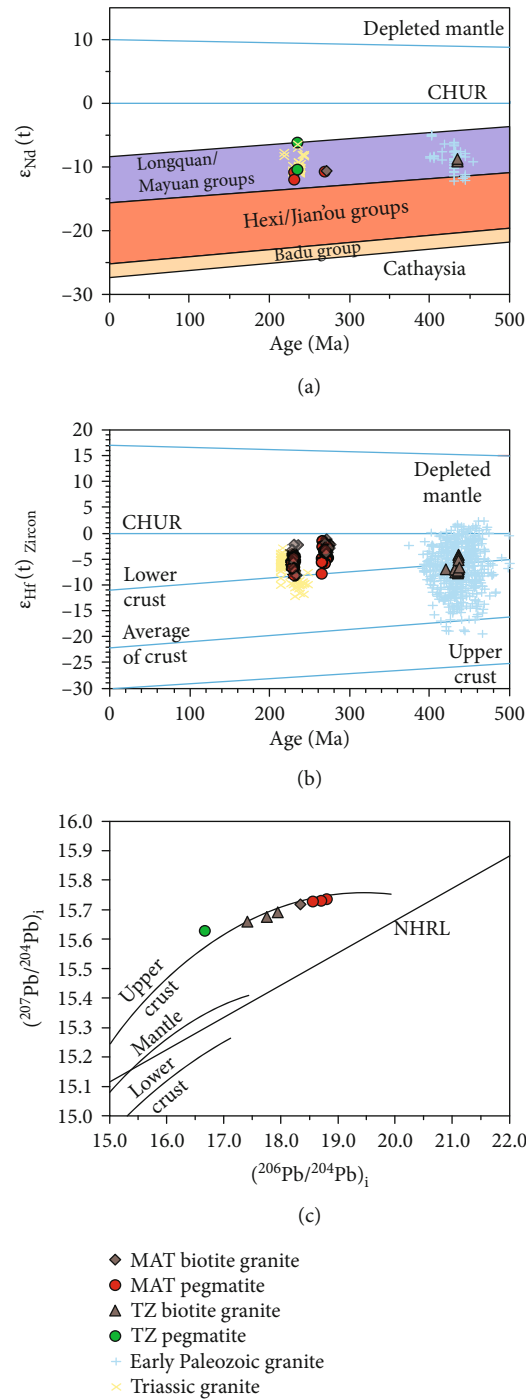 10
5
0
−5
−10
−15
−20
−25
−30
εNd (t)
Depleted mantle
CHUR
Longquan/
Mayuan groups
Hexi/Jian'ou groups
Badu group
Cathaysia
0 100 200 300 400 500
Age (Ma)
(a)
20
15
10
5
0
−5
−10
−15
−20
−25
−30
εHf (t) Zircon
Depleted
mantle
CHUR
Lower
crust
Average
of crust
Upper
crust
0 100 200 300 400 500
Age (Ma)
(b)
16.0
15.8
15.7
15.6
15.5
15.4
15.3
15.2
15.1
15.0
(207Pb/204Pb)i
NHRL
Upper
crust
Mantle
Lower
crust
15.0 16.0 17.0 18.0 19.0 20.0 21.0 22.0
(206Pb/204Pb)i
(c)
MAT biotite granite
MAT pegmatite
TZ biotite granite
TZ pegmatite
Early Paleozoic granite
Triassic granite